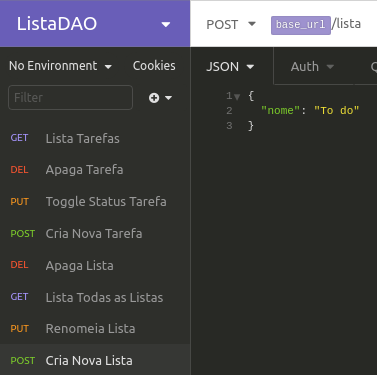 ListaDAO
POST base_url/lista
No Environment Cookies
JSON Auth Q
Filter
1 {
2 "nome": "To do"
3 }
GET Lista Tarefas
DEL Apaga Tarefa
PUT Toggle Status Tarefa
POST Cria Nova Tarefa
DEL Apaga Lista
GET Lista Todas as Listas
PUT Renomeia Lista
POST Cria Nova Lista